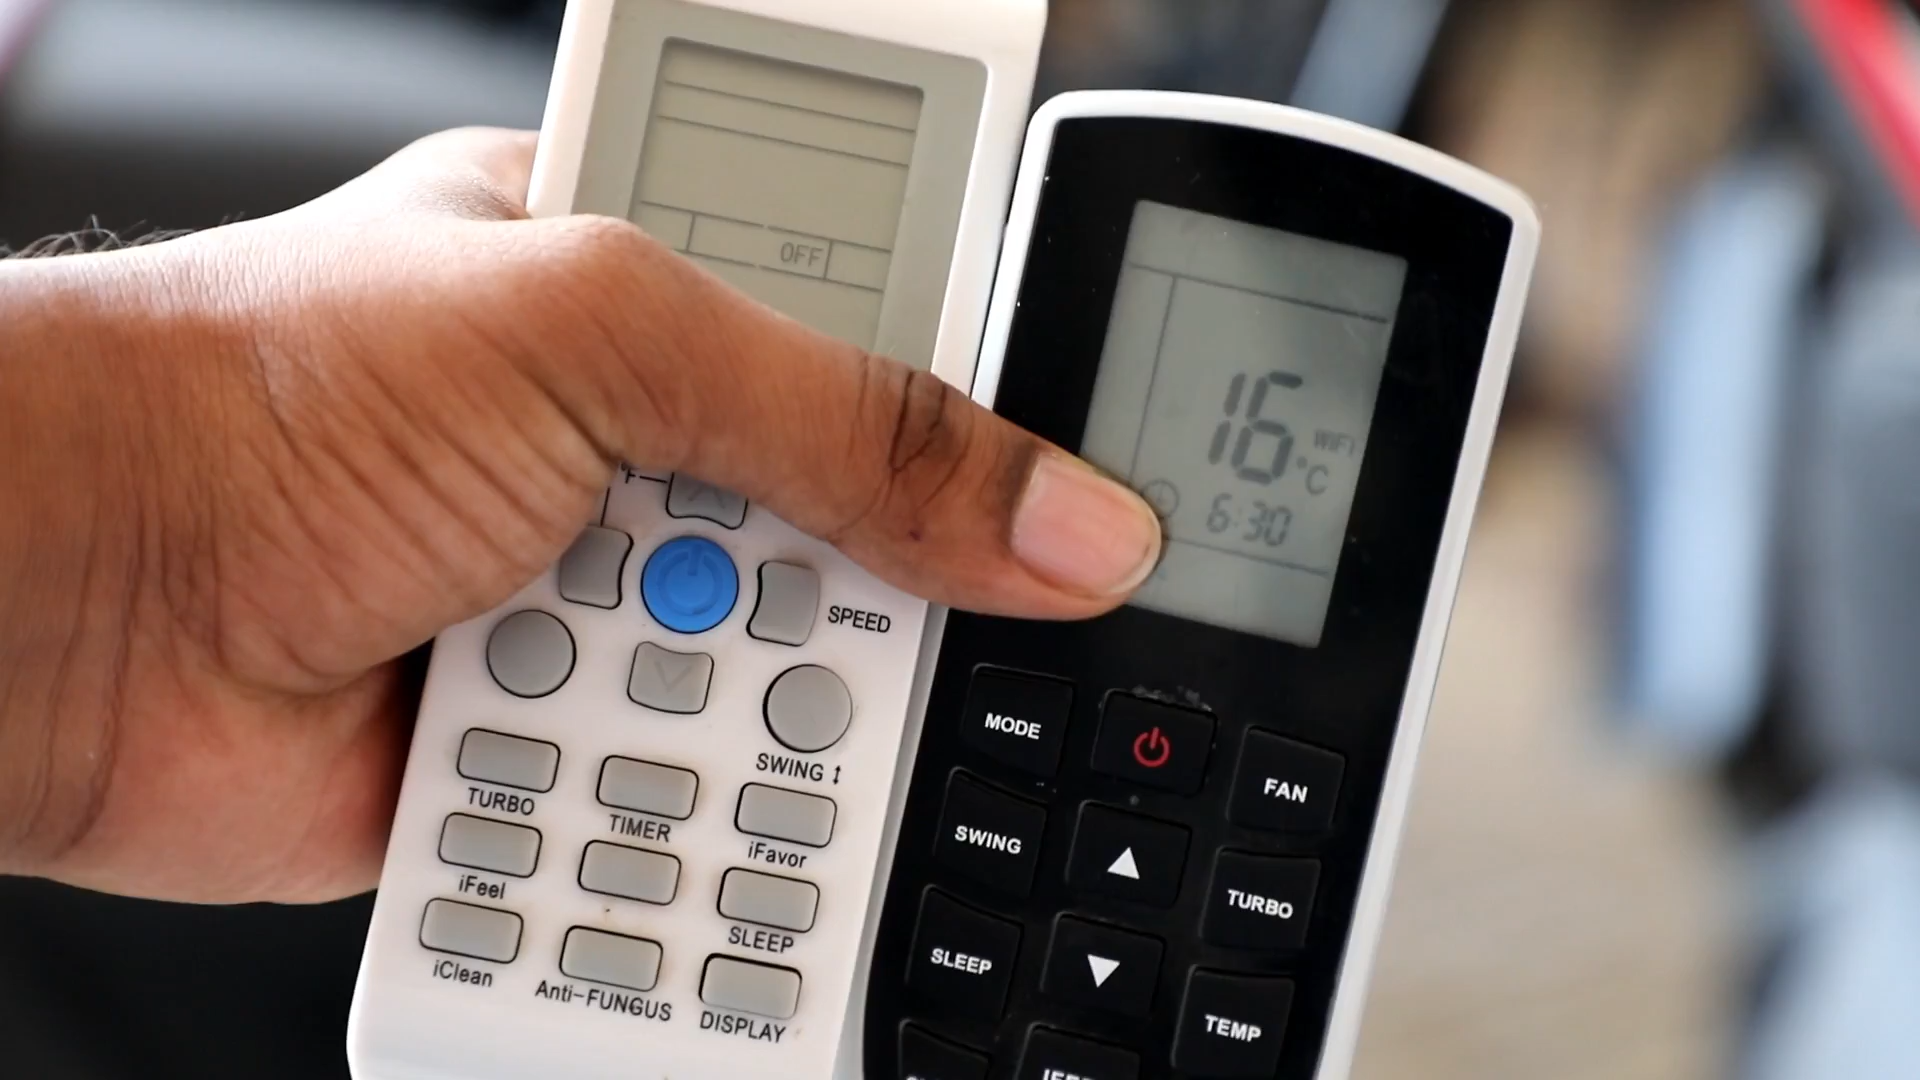 OFF
°F
SPEED
SWING
TURBO
TIMER
iFavor
iFeel
SLEEP
iClean
Anti-FUNGUS
DISPLAY
16°C
WIFI
6:30
MODE
FAN
SWING
TURBO
SLEEP
TEMP